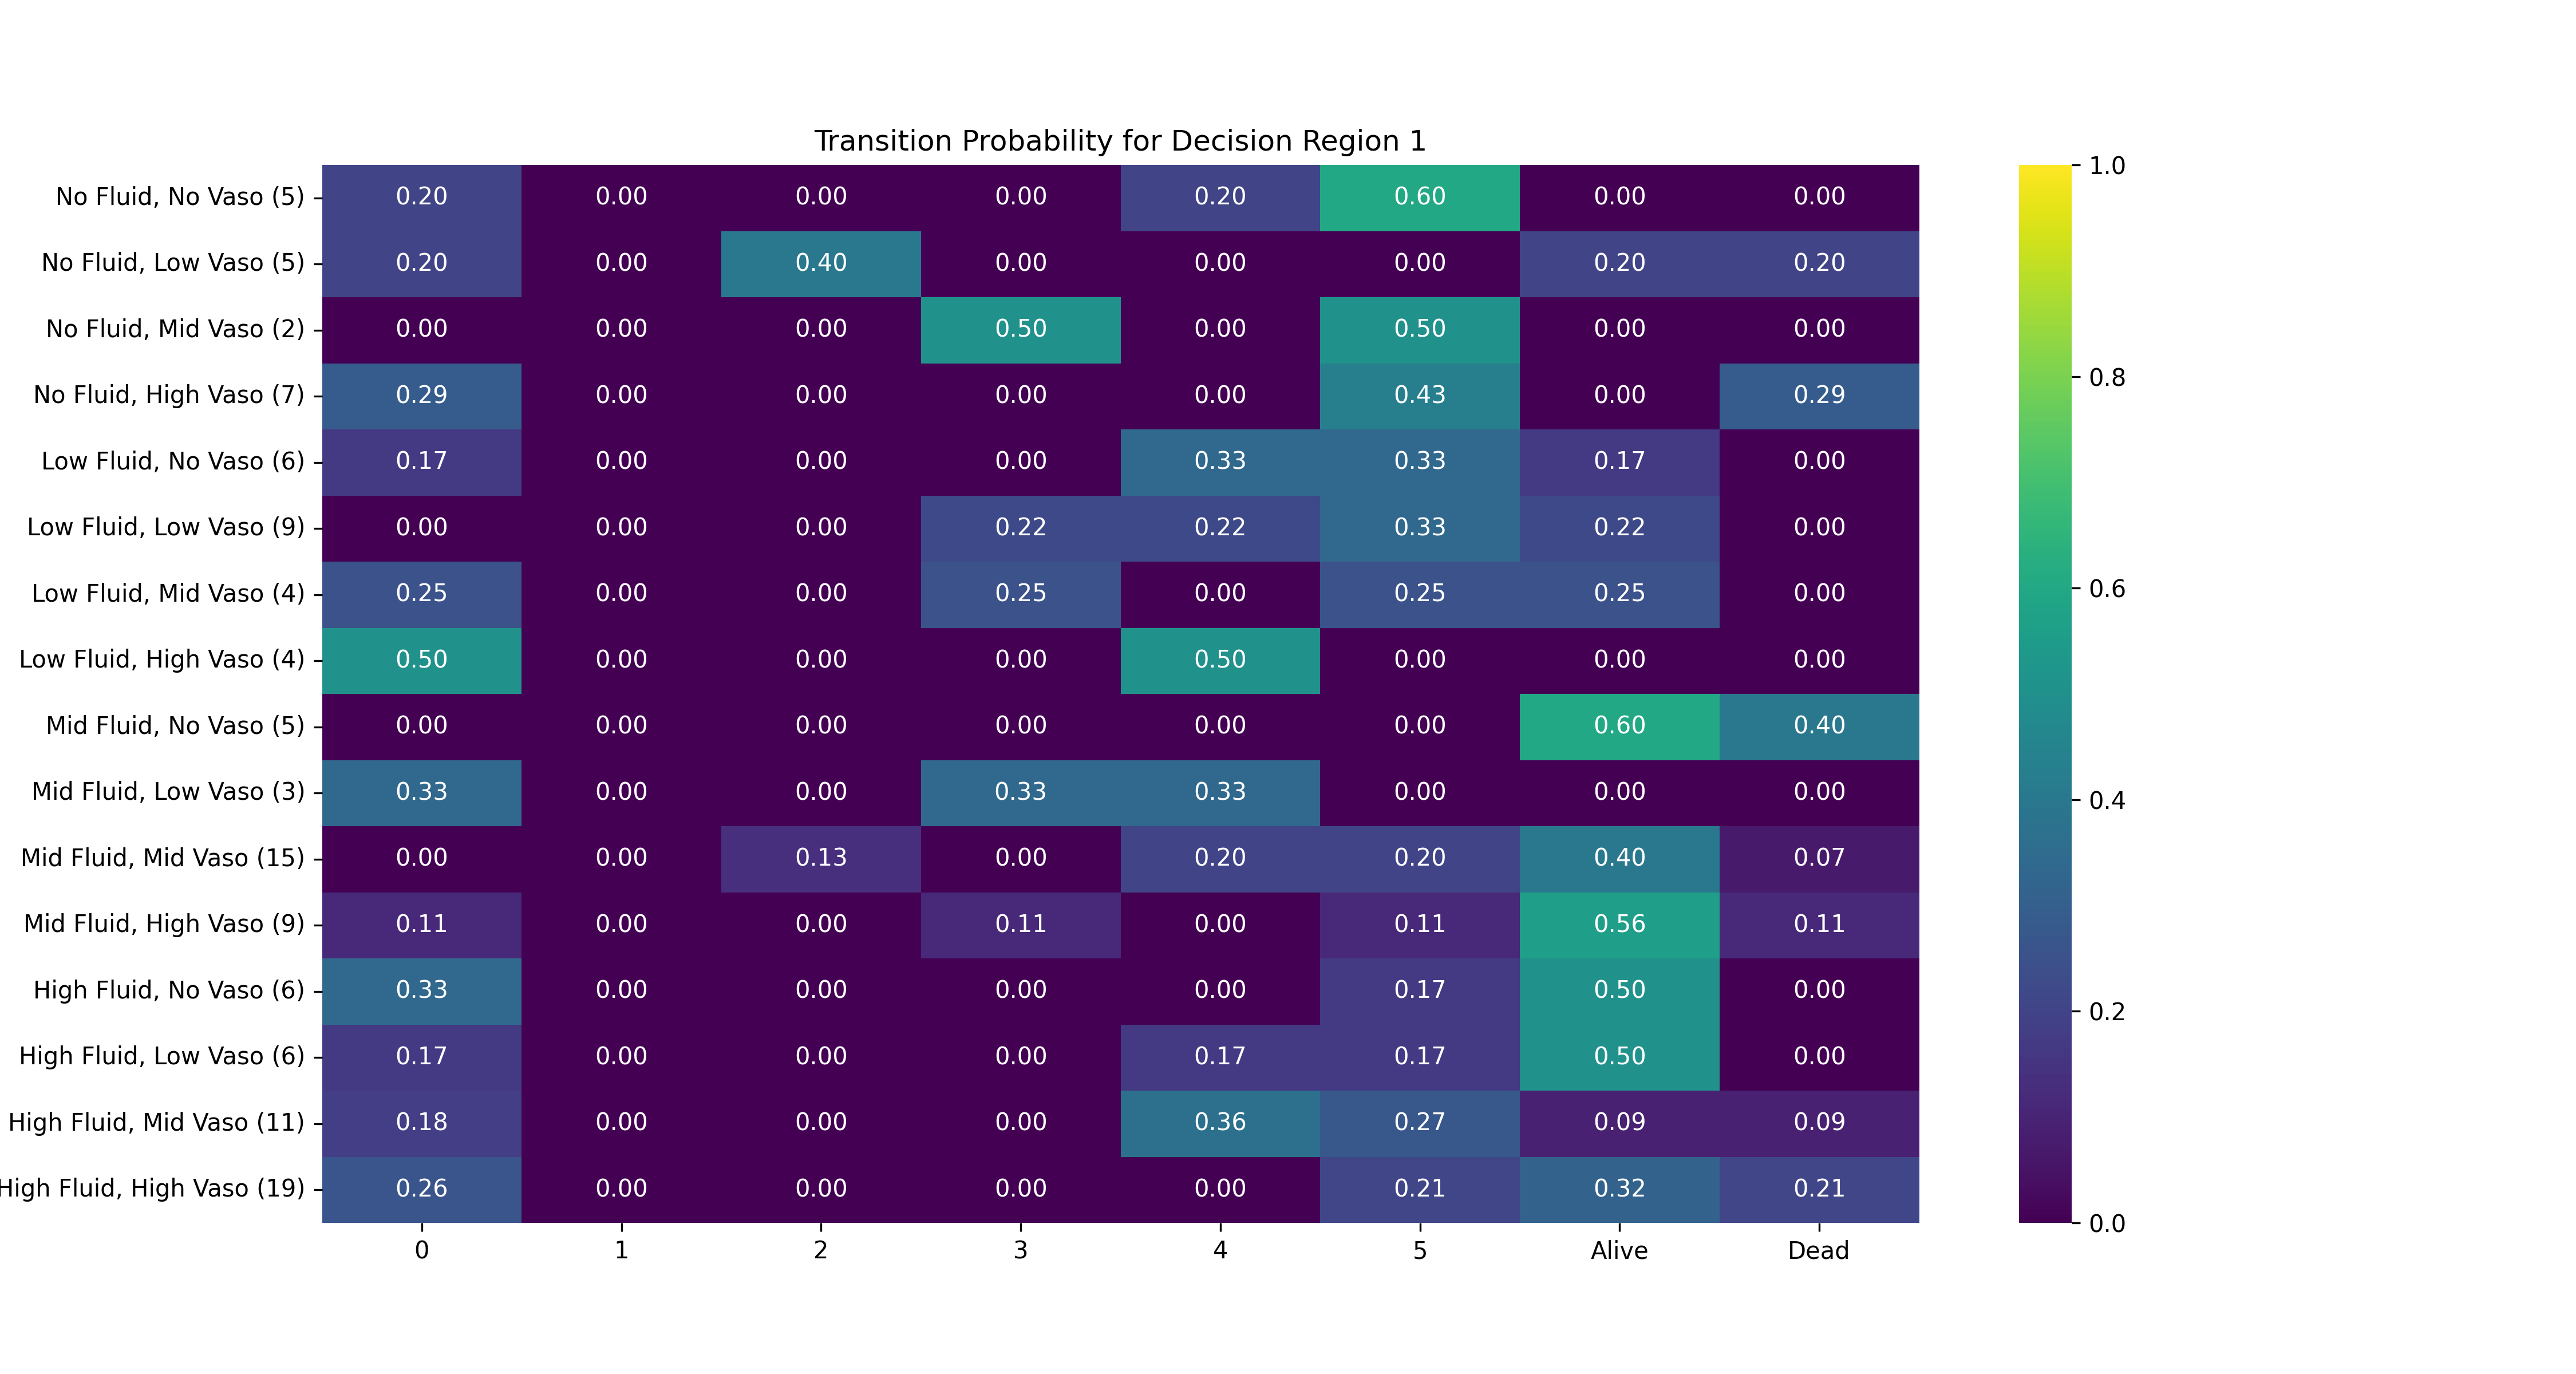 Transition Probability for Decision Region 1
No Fluid, No Vaso (5) 0.20 0.00 0.00 0.00 0.20 0.60 0.00 0.00
No Fluid, Low Vaso (5) 0.20 0.00 0.40 0.00 0.00 0.00 0.20 0.20
No Fluid, Mid Vaso (2) 0.00 0.00 0.00 0.50 0.00 0.50 0.00 0.00
No Fluid, High Vaso (7) 0.29 0.00 0.00 0.00 0.00 0.43 0.00 0.29
Low Fluid, No Vaso (6) 0.17 0.00 0.00 0.00 0.33 0.33 0.17 0.00
Low Fluid, Low Vaso (9) 0.00 0.00 0.00 0.22 0.22 0.33 0.22 0.00
Low Fluid, Mid Vaso (4) 0.25 0.00 0.00 0.25 0.00 0.25 0.25 0.00
Low Fluid, High Vaso (4) 0.50 0.00 0.00 0.00 0.50 0.00 0.00 0.00
Mid Fluid, No Vaso (5) 0.00 0.00 0.00 0.00 0.00 0.00 0.60 0.40
Mid Fluid, Low Vaso (3) 0.33 0.00 0.00 0.33 0.33 0.00 0.00 0.00
Mid Fluid, Mid Vaso (15) 0.00 0.00 0.13 0.00 0.20 0.20 0.40 0.07
Mid Fluid, High Vaso (9) 0.11 0.00 0.00 0.11 0.00 0.11 0.56 0.11
High Fluid, No Vaso (6) 0.33 0.00 0.00 0.00 0.00 0.17 0.50 0.00
High Fluid, Low Vaso (6) 0.17 0.00 0.00 0.00 0.17 0.17 0.50 0.00
High Fluid, Mid Vaso (11) 0.18 0.00 0.00 0.00 0.36 0.27 0.09 0.09
High Fluid, High Vaso (19) 0.26 0.00 0.00 0.00 0.00 0.21 0.32 0.21
0 1 2 3 4 5 Alive Dead
1.0
0.8
0.6
0.4
0.2
0.0